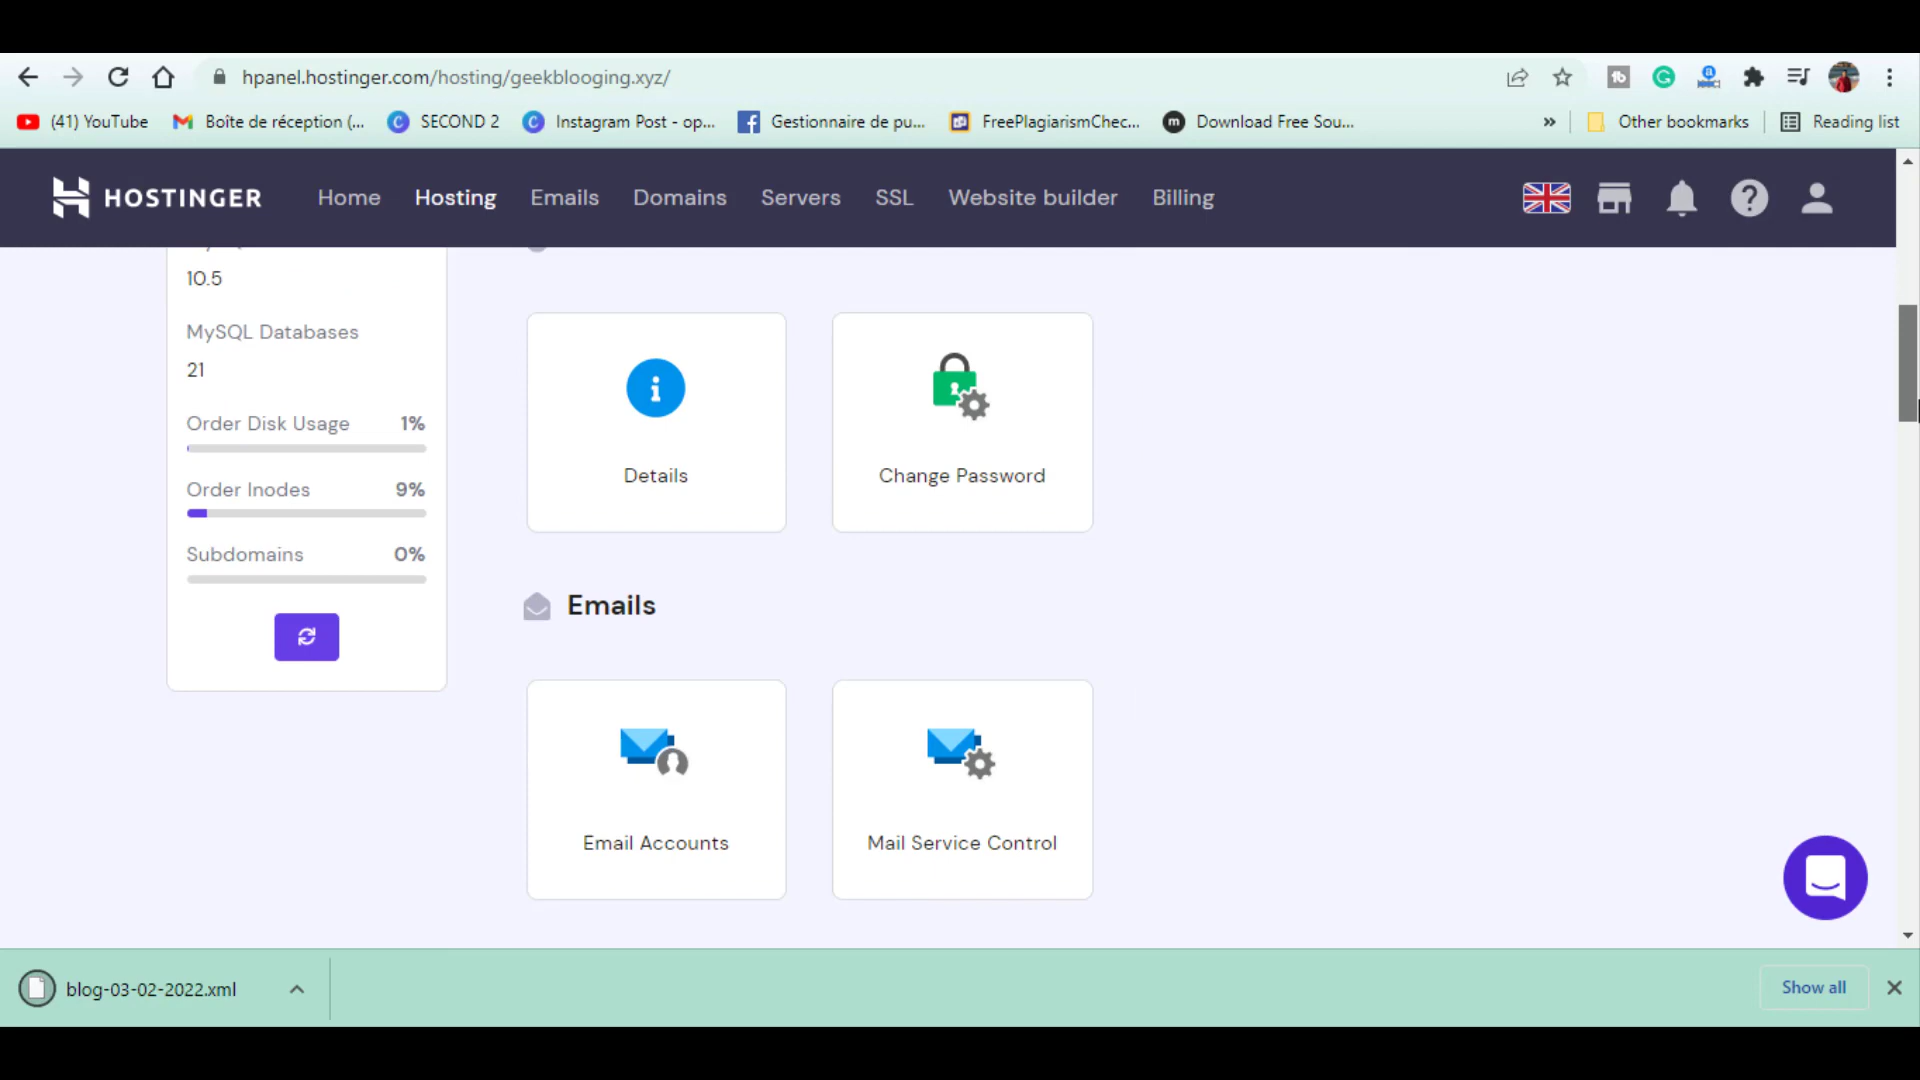 hpanel.hostinger.com/hosting/geekblooging.xyz/
(41) YouTube
Boîte de réception (...
SECOND 2
Instagram Post - op...
Gestionnaire de pu...
FreePlagiarismChec...
Download Free Sou...
»
Other bookmarks
Reading list
HOSTINGER
Home
Hosting
Emails
Domains
Servers
SSL
Website builder
Billing
10.5
MySQL Databases
21
Order Disk Usage 1%
Order Inodes 9%
Subdomains 0%
Details
Change Password
Emails
Email Accounts
Mail Service Control
blog-03-02-2022.xml
Show all